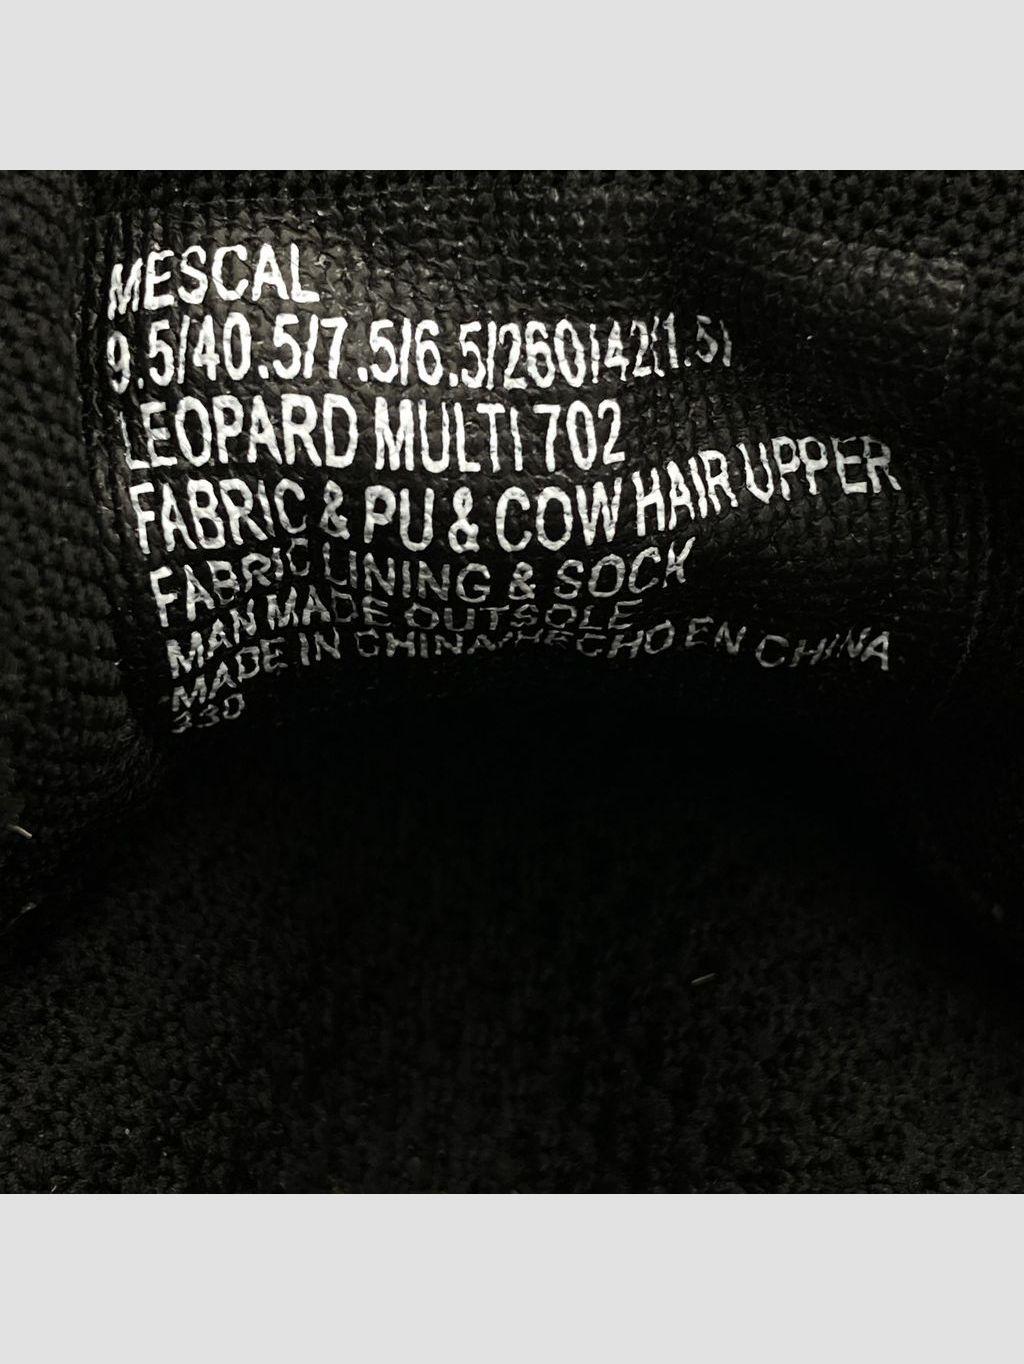 MESCAL
9.5/40.5/7.5/6.5/260/42(1.5)
LEOPARD MULTI 702
FABRIC & PU & COW HAIR UPPER
FABRIC LINING & SOCK
MAN MADE OUTSOLE
MADE IN CHINA/HECHO EN CHINA
330